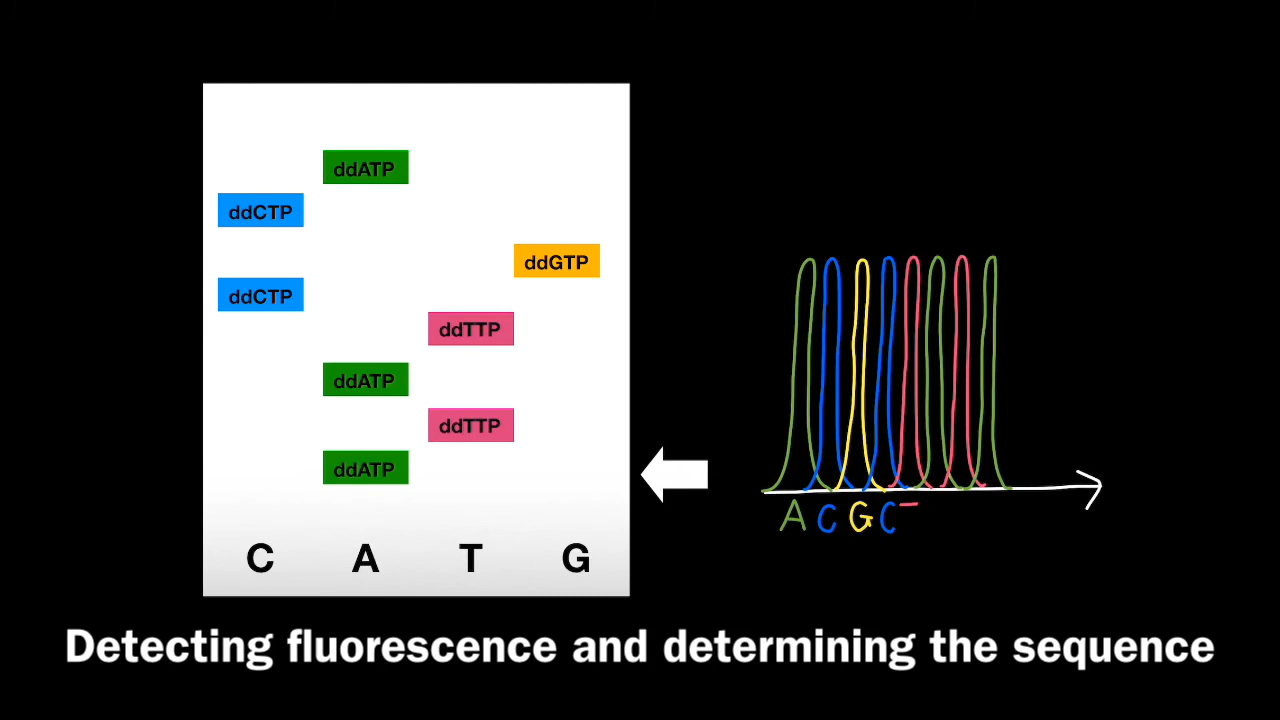 ddATP
ddCTP
ddGTP
ddCTP
ddTTP
ddATP
ddTTP
ddATP
C A T G
A C G C
Detecting fluorescence and determining the sequence